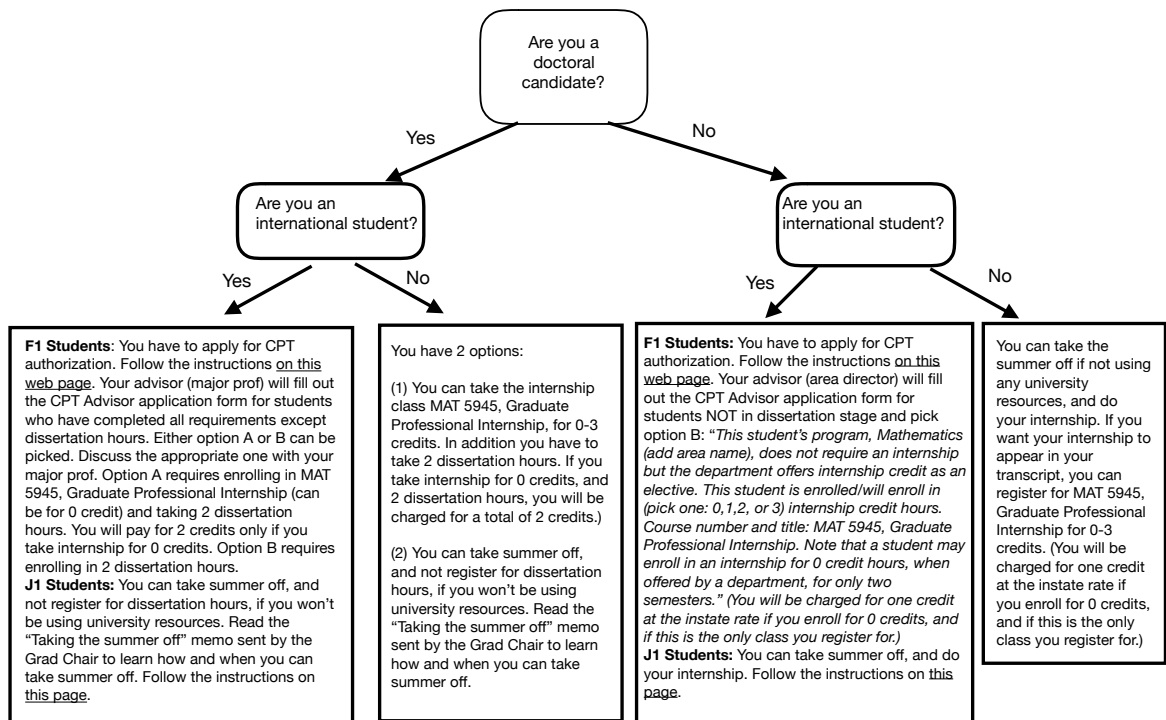 Are you a
doctoral
candidate?
Yes
No
Are you an
international student?
Are you an
international student?
Yes
No
Yes
No
F1 Students: You have to apply for CPT
authorization. Follow the instructions on this
web page. Your advisor (major prof) will fill out
the CPT Advisor application form for students
who have completed all requirements except
dissertation hours. Either option A or B can be
picked. Discuss the appropriate one with your
major prof. Option A requires enrolling in MAT
5945, Graduate Professional Internship (can
be for 0 credit) and taking 2 dissertation
hours. You will pay for 2 credits only if you
take internship for 0 credits. Option B requires
enrolling in 2 dissertation hours.
J1 Students: You can take summer off, and
not register for dissertation hours, if you won’t
be using university resources. Read the
“Taking the summer off” memo sent by the
Grad Chair to learn how and when you can
take summer off. Follow the instructions on
this page.
You have 2 options:
(1) You can take the internship
class MAT 5945, Graduate
Professional Internship, for 0-3
credits. In addition you have to
take 2 dissertation hours. If you
take internship for 0 credits, and
2 dissertation hours, you will be
charged for a total of 2 credits.)
(2) You can take summer off,
and not register for dissertation
hours, if you won’t be using
university resources. Read the
“Taking the summer off” memo
sent by the Grad Chair to learn
how and when you can take
summer off.
F1 Students: You have to apply for CPT
authorization. Follow the instructions on this
web page. Your advisor (area director) will fill
out the CPT Advisor application form for
students NOT in dissertation stage and pick
option B: “This student’s program, Mathematics
(add area name), does not require an internship
but the department offers internship credit as an
elective. This student is enrolled/will enroll in
(pick one: 0,1,2, or 3) internship credit hours.
Course number and title: MAT 5945, Graduate
Professional Internship. Note that a student may
enroll in an internship for 0 credit hours, when
offered by a department, for only two
semesters.” (You will be charged for one credit
at the instate rate if you enroll for 0 credits, and
if this is the only class you register for.)
J1 Students: You can take summer off, and do
your internship. Follow the instructions on this
page.
You can take the
summer off if not using
any university
resources, and do
your internship. If you
want your internship to
appear in your
transcript, you can
register for MAT 5945,
Graduate Professional
Internship for 0-3
credits. (You will be
charged for one credit
at the instate rate if
you enroll for 0 credits,
and if this is the only
class you register for.)